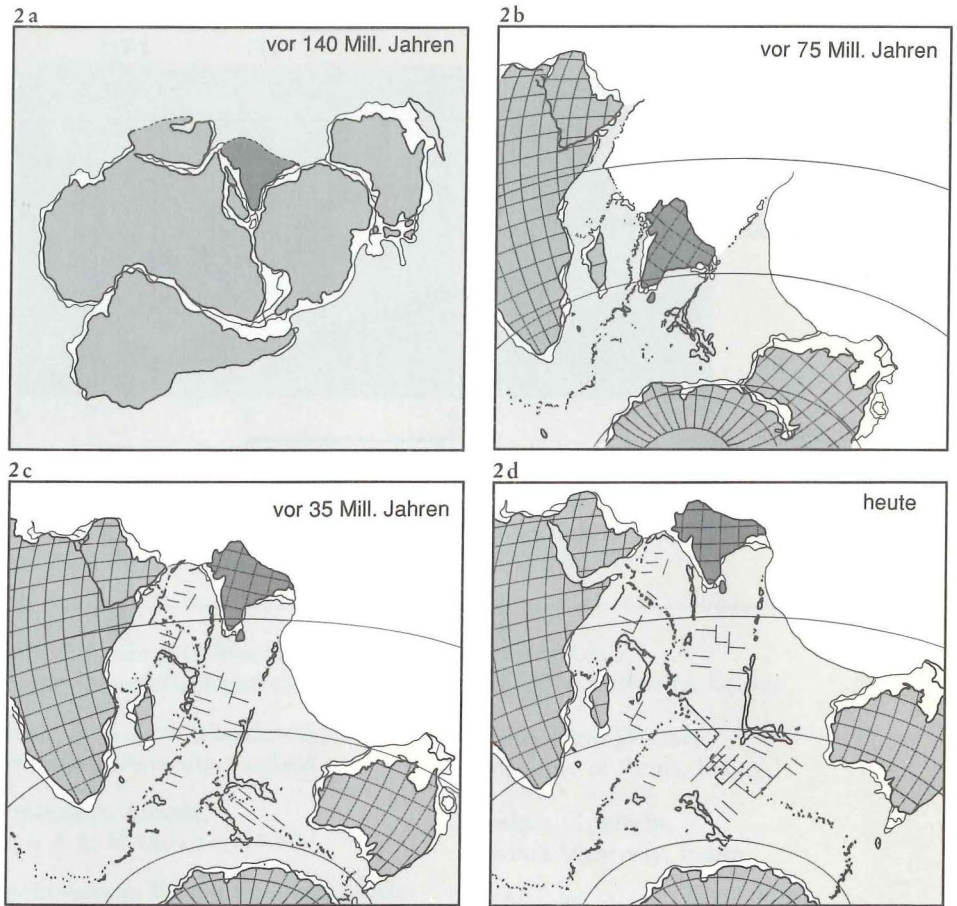 2a
vor 140 Mill. Jahren
2b
vor 75 Mill. Jahren
2c
vor 35 Mill. Jahren
2d
heute